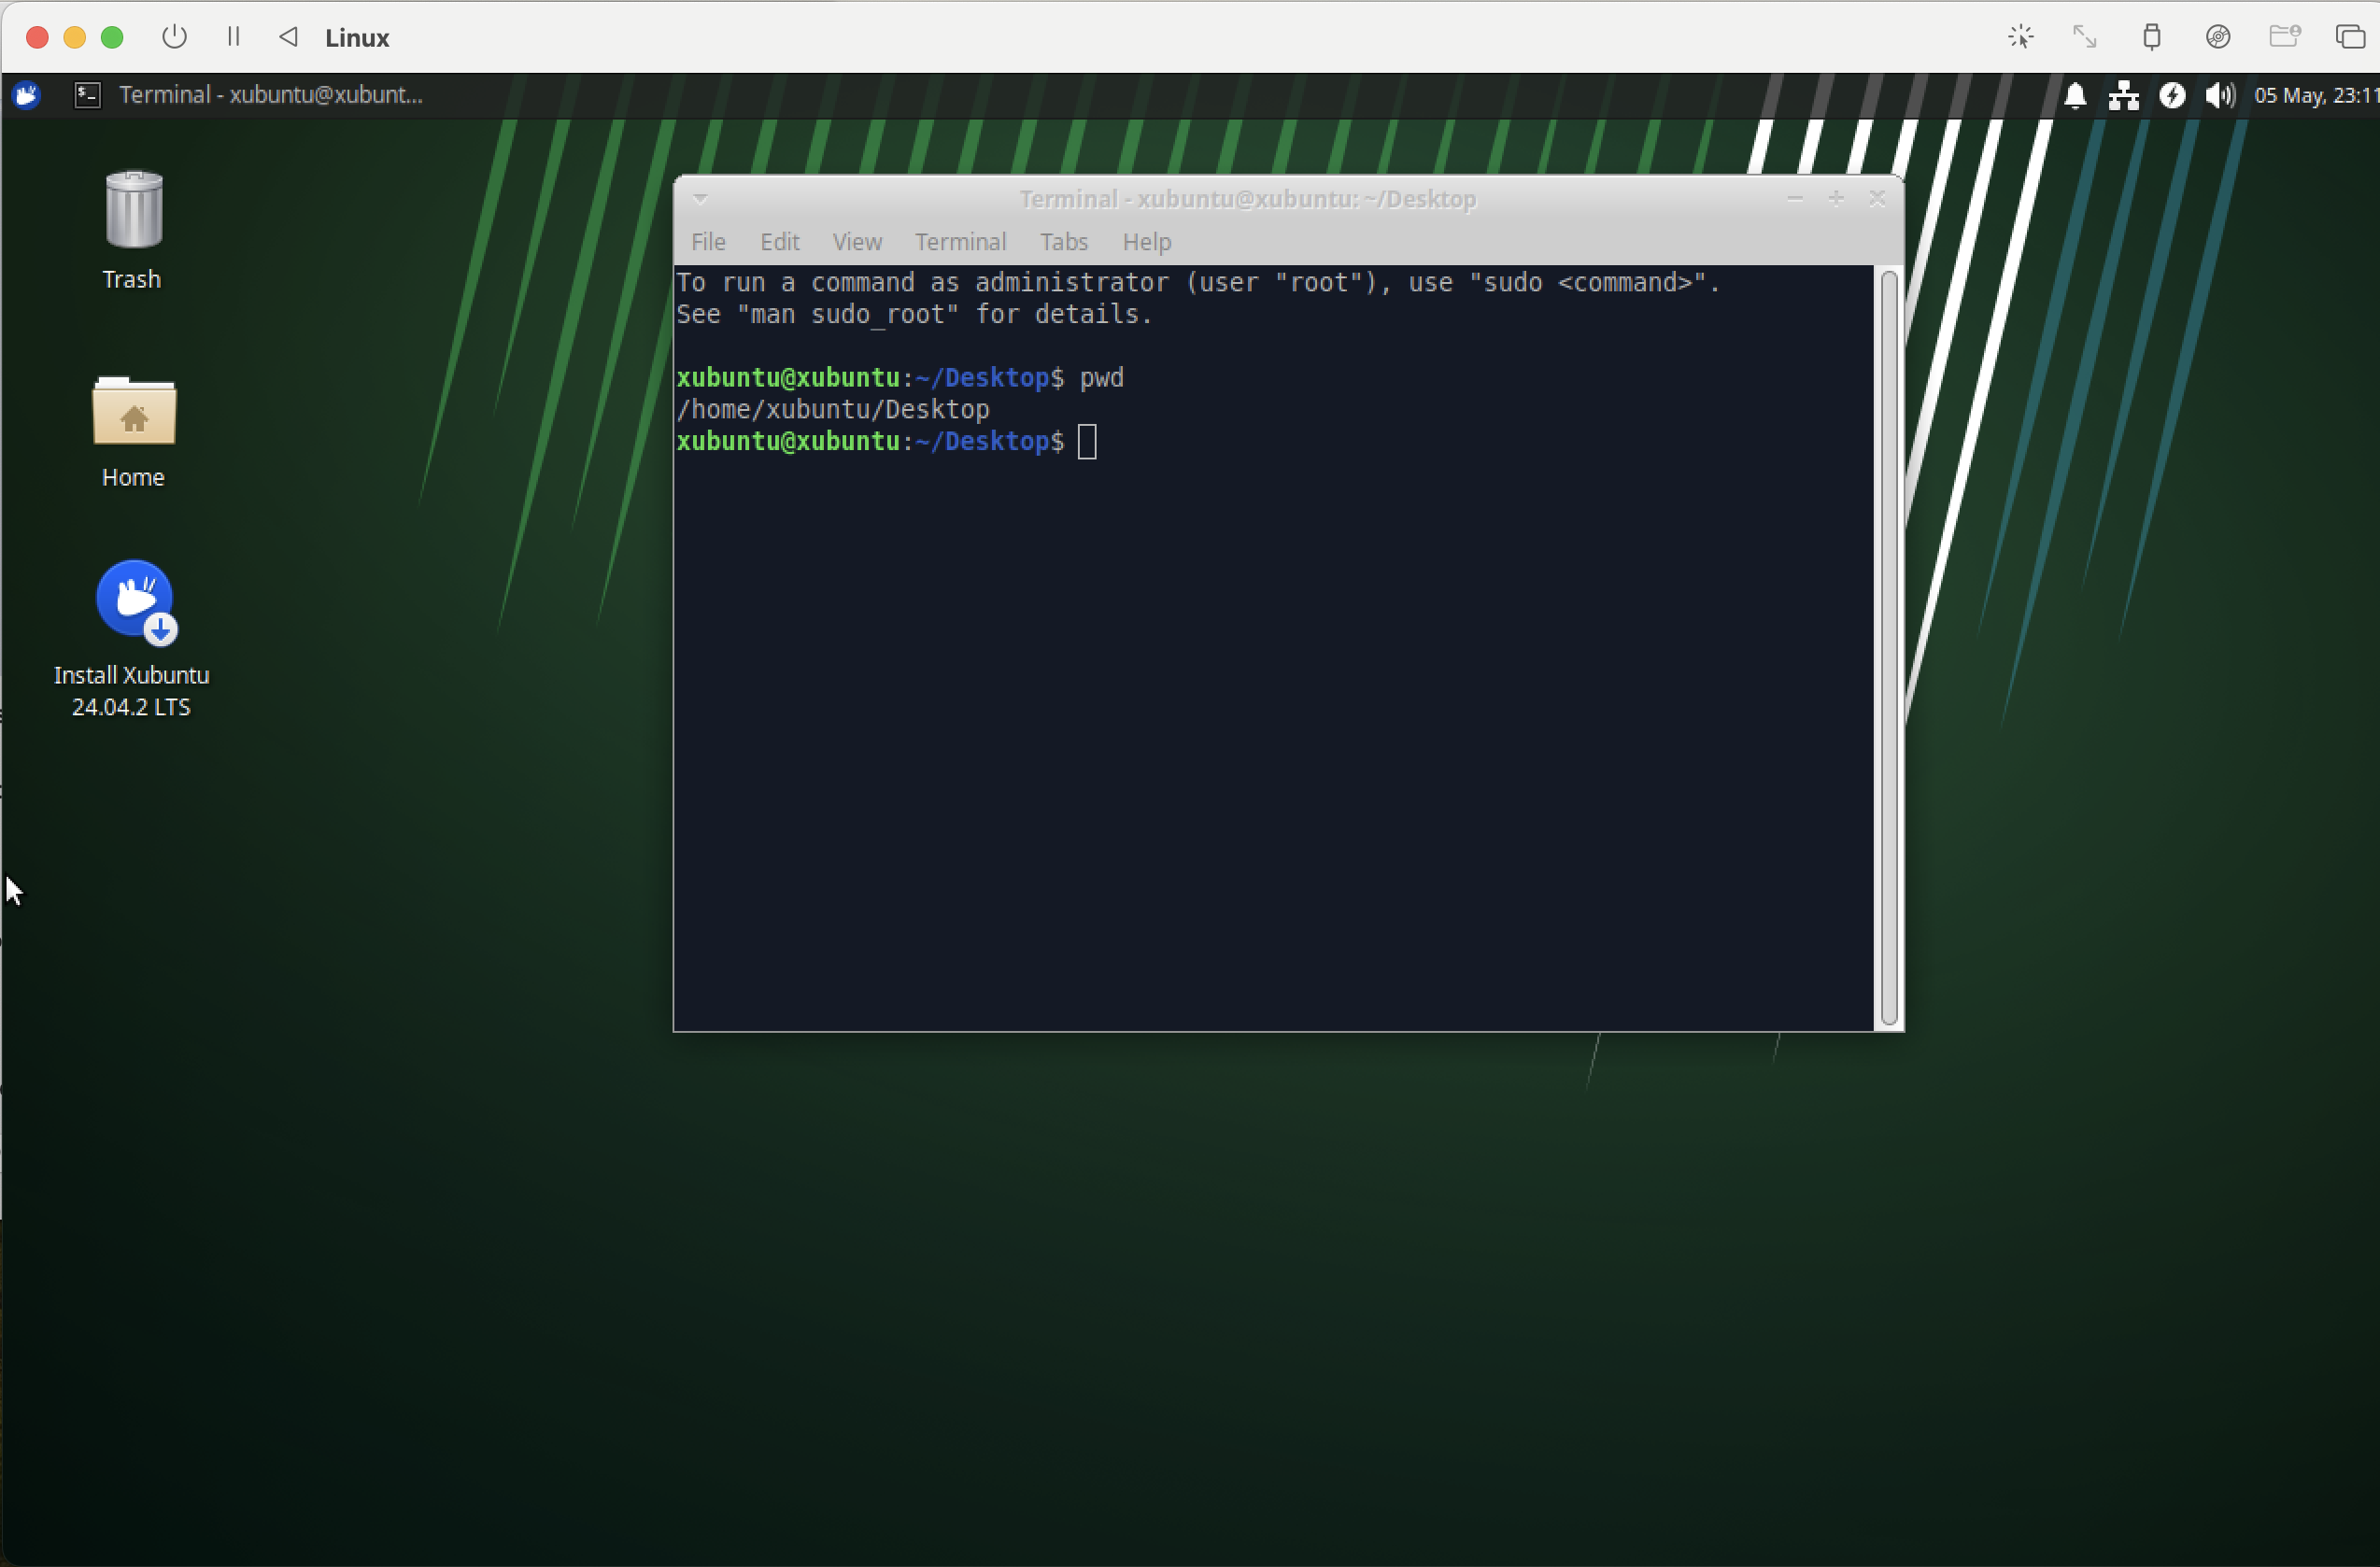 Linux
Terminal - xubuntu@xubunt...
05 May, 23:11
Trash
Home
Install Xubuntu
24.04.2 LTS
Terminal - xubuntu@xubuntu: ~/Desktop
File Edit View Terminal Tabs Help
To run a command as administrator (user "root"), use "sudo <command>".
See "man sudo_root" for details.
xubuntu@xubuntu:~/Desktop$ pwd
/home/xubuntu/Desktop
xubuntu@xubuntu:~/Desktop$